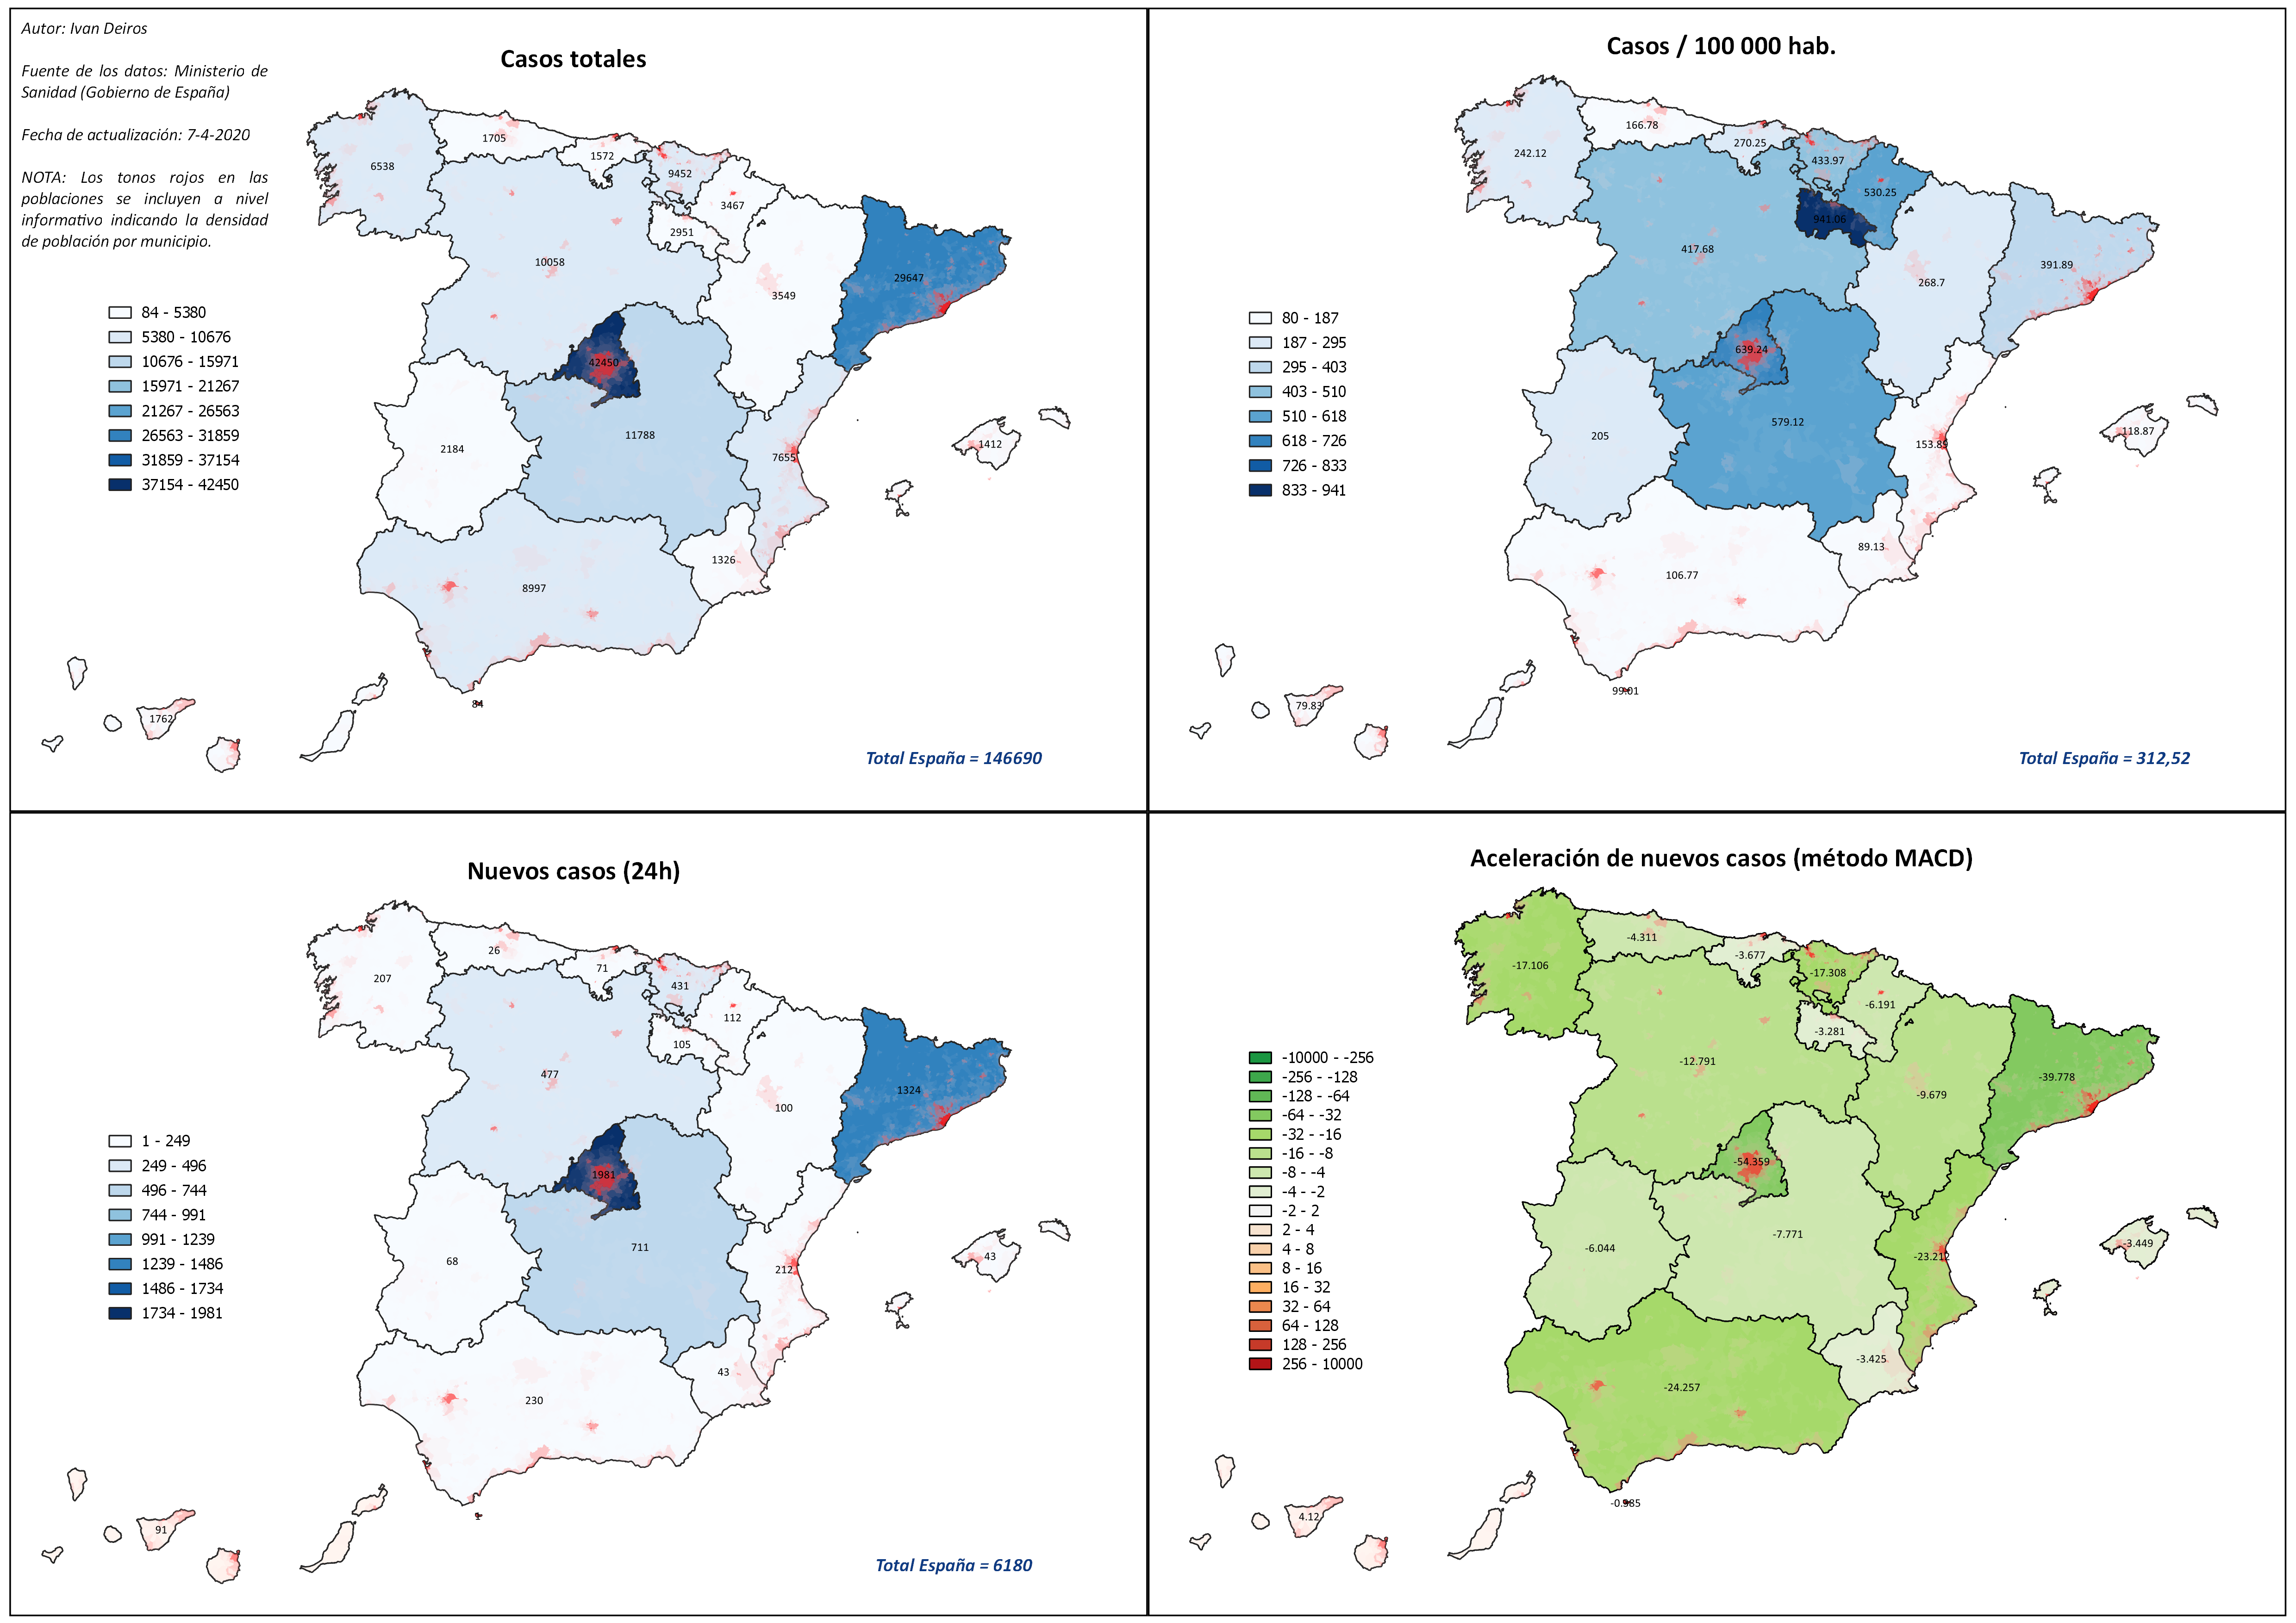 Autor: Ivan Deiros
Fuente de los datos: Ministerio de
Sanidad (Gobierno de España)
Fecha de actualización: 7-4-2020
NOTA: Los tonos rojos en las
poblaciones se incluyen a nivel
informativo indicando la densidad
de población por municipio.
Casos totales
84 - 5380
5380 - 10676
10676 - 15971
15971 - 21267
21267 - 26563
26563 - 31859
31859 - 37154
37154 - 42450
6538
1705
1572
9452
3467
2951
10058
3549
29647
42450
11788
2184
7655
1412
1326
8997
84
1762
Total España = 146690
Casos / 100 000 hab.
80 - 187
187 - 295
295 - 403
403 - 510
510 - 618
618 - 726
726 - 833
833 - 941
242.12
166.78
270.25
433.97
530.25
941.06
417.68
268.7
391.89
639.24
579.12
205
153.89
118.87
89.13
106.77
99.01
79.83
Total España = 312,52
Nuevos casos (24h)
1 - 249
249 - 496
496 - 744
744 - 991
991 - 1239
1239 - 1486
1486 - 1734
1734 - 1981
207
26
71
431
112
105
477
100
1324
1981
711
68
212
43
43
230
1
91
Total España = 6180
Aceleración de nuevos casos (método MACD)
-10000 - -256
-256 - -128
-128 - -64
-64 - -32
-32 - -16
-16 - -8
-8 - -4
-4 - -2
-2 - 2
2 - 4
4 - 8
8 - 16
16 - 32
32 - 64
64 - 128
128 - 256
256 - 10000
-17.106
-4.311
-3.677
-17.308
-6.191
-3.281
-12.791
-9.679
-39.778
-54.359
-7.771
-6.044
-23.212
-3.449
-3.425
-24.257
4.12